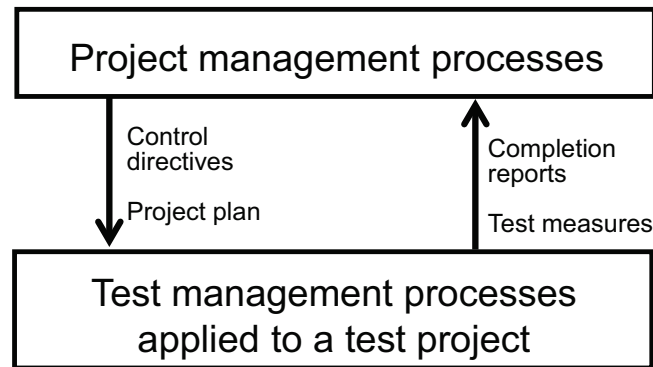 Project management processes
Control
directives
Project plan
Completion
reports
Test measures
Test management processes
applied to a test project